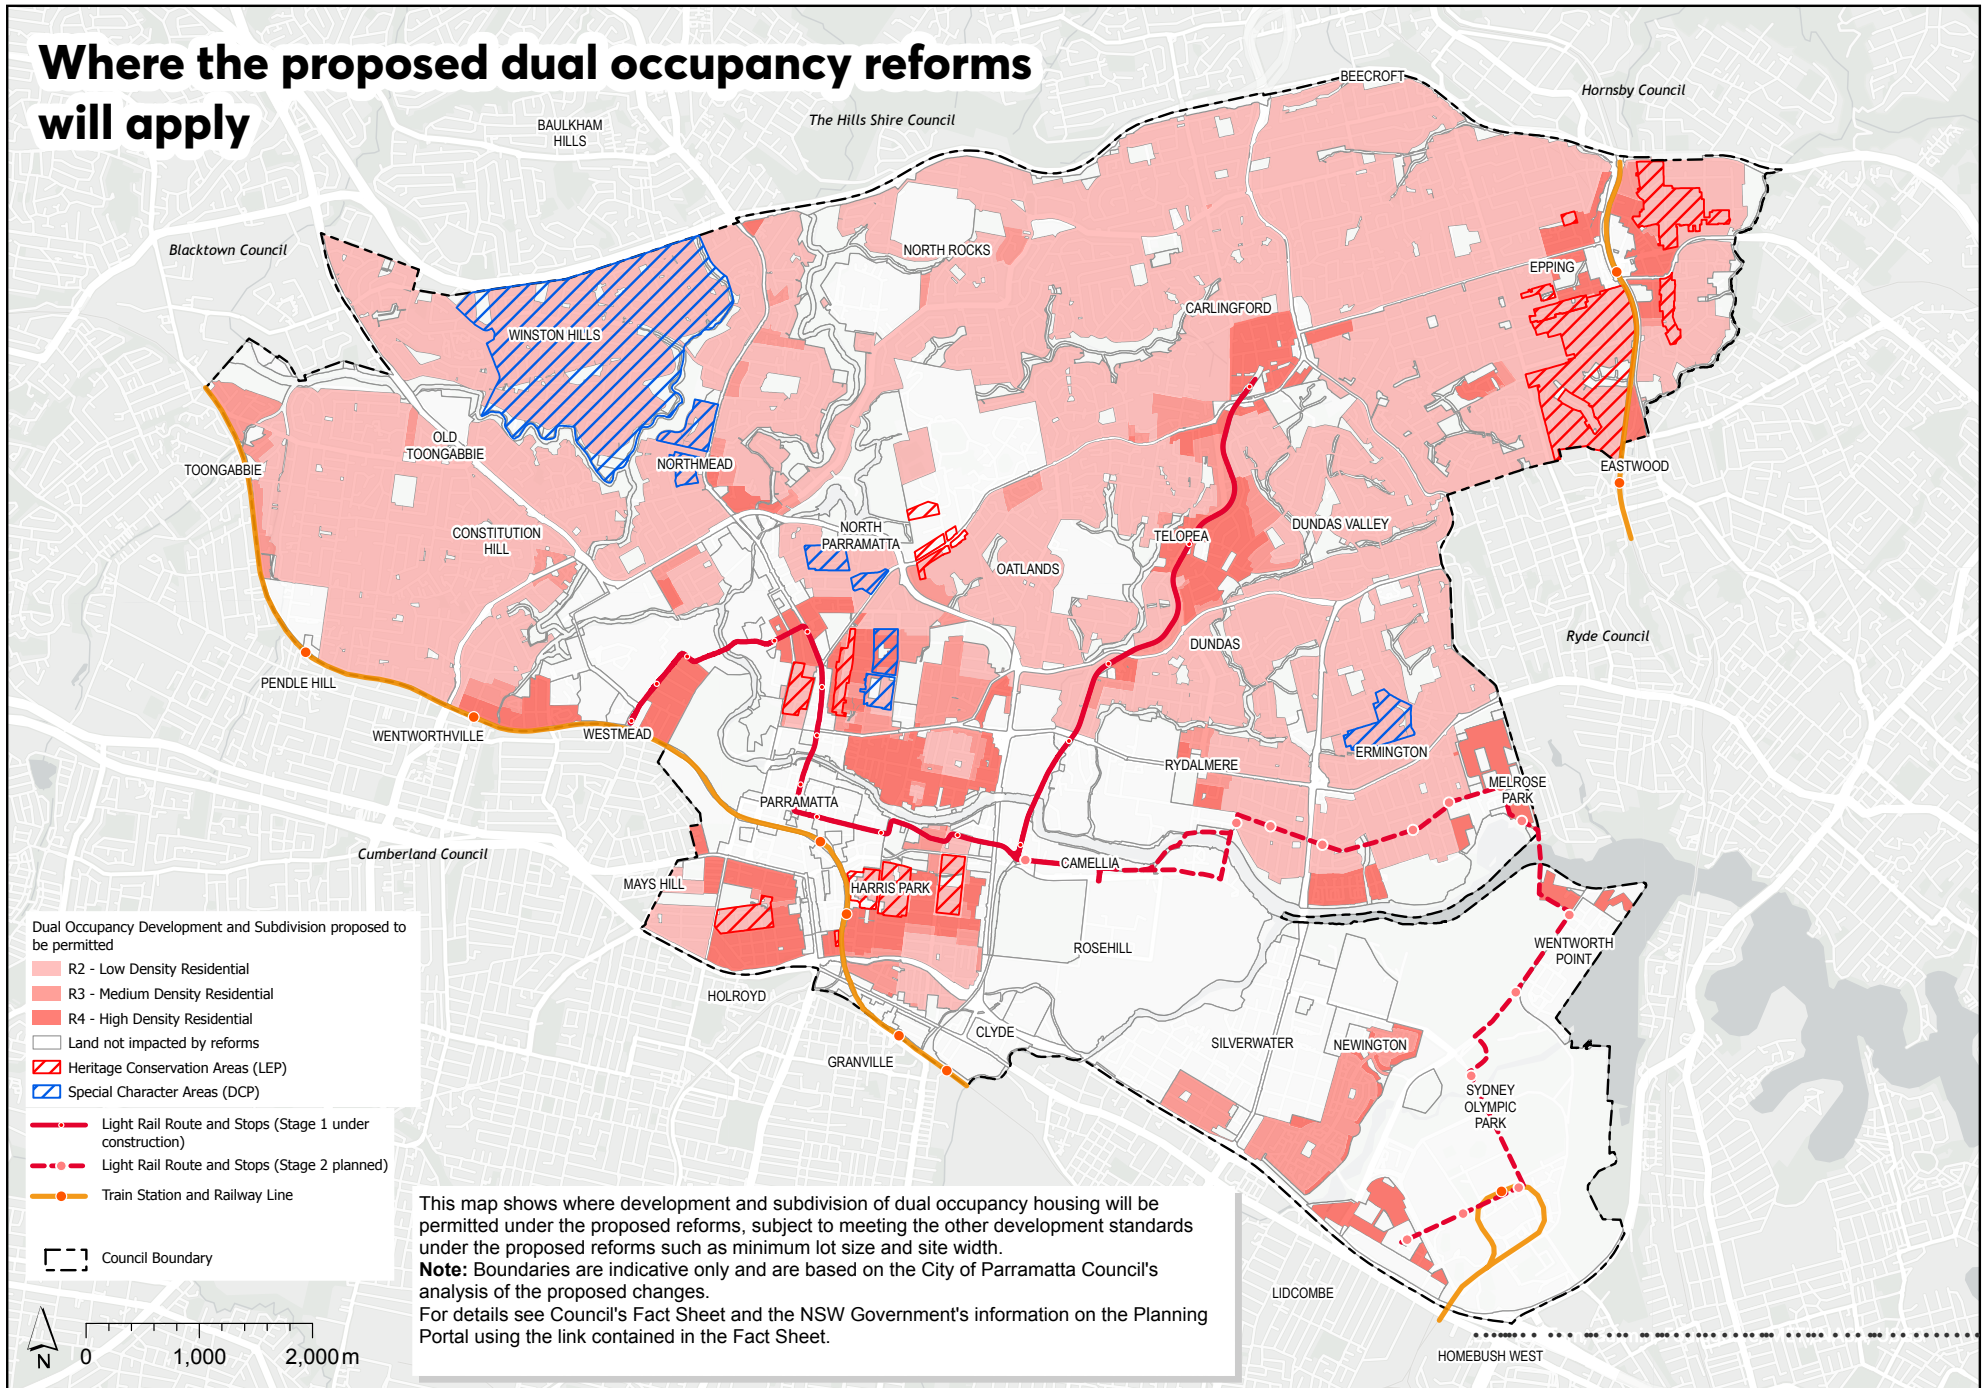 Where the proposed dual occupancy reforms
will apply
BEECROFT
Hornsby Council
The Hills Shire Council
BAULKHAM
HILLS
Blacktown Council
NORTH ROCKS
EPPING
CARLINGFORD
WINSTON HILLS
OLD
TOONGABBIE
TOONGABBIE
NORTHMEAD
EASTWOOD
CONSTITUTION
HILL
NORTH
PARRAMATTA
TELOPEA
DUNDAS VALLEY
OATLANDS
DUNDAS
Ryde Council
PENDLE HILL
WENTWORTHVILLE
WESTMEAD
ERMINGTON
RYDALMERE
MELROSE
PARK
PARRAMATTA
Cumberland Council
CAMELLIA
MAYS HILL
HARRIS PARK
ROSEHILL
WENTWORTH
POINT
HOLROYD
CLYDE
GRANVILLE
SILVERWATER
NEWINGTON
SYDNEY
OLYMPIC
PARK
LIDCOMBE
HOMEBUSH WEST
Dual Occupancy Development and Subdivision proposed to
be permitted
R2 - Low Density Residential
R3 - Medium Density Residential
R4 - High Density Residential
Land not impacted by reforms
Heritage Conservation Areas (LEP)
Special Character Areas (DCP)
Light Rail Route and Stops (Stage 1 under
construction)
Light Rail Route and Stops (Stage 2 planned)
Train Station and Railway Line
Council Boundary
N
0 1,000 2,000 m
This map shows where development and subdivision of dual occupancy housing will be
permitted under the proposed reforms, subject to meeting the other development standards
under the proposed reforms such as minimum lot size and site width.
Note: Boundaries are indicative only and are based on the City of Parramatta Council's
analysis of the proposed changes.
For details see Council's Fact Sheet and the NSW Government's information on the Planning
Portal using the link contained in the Fact Sheet.